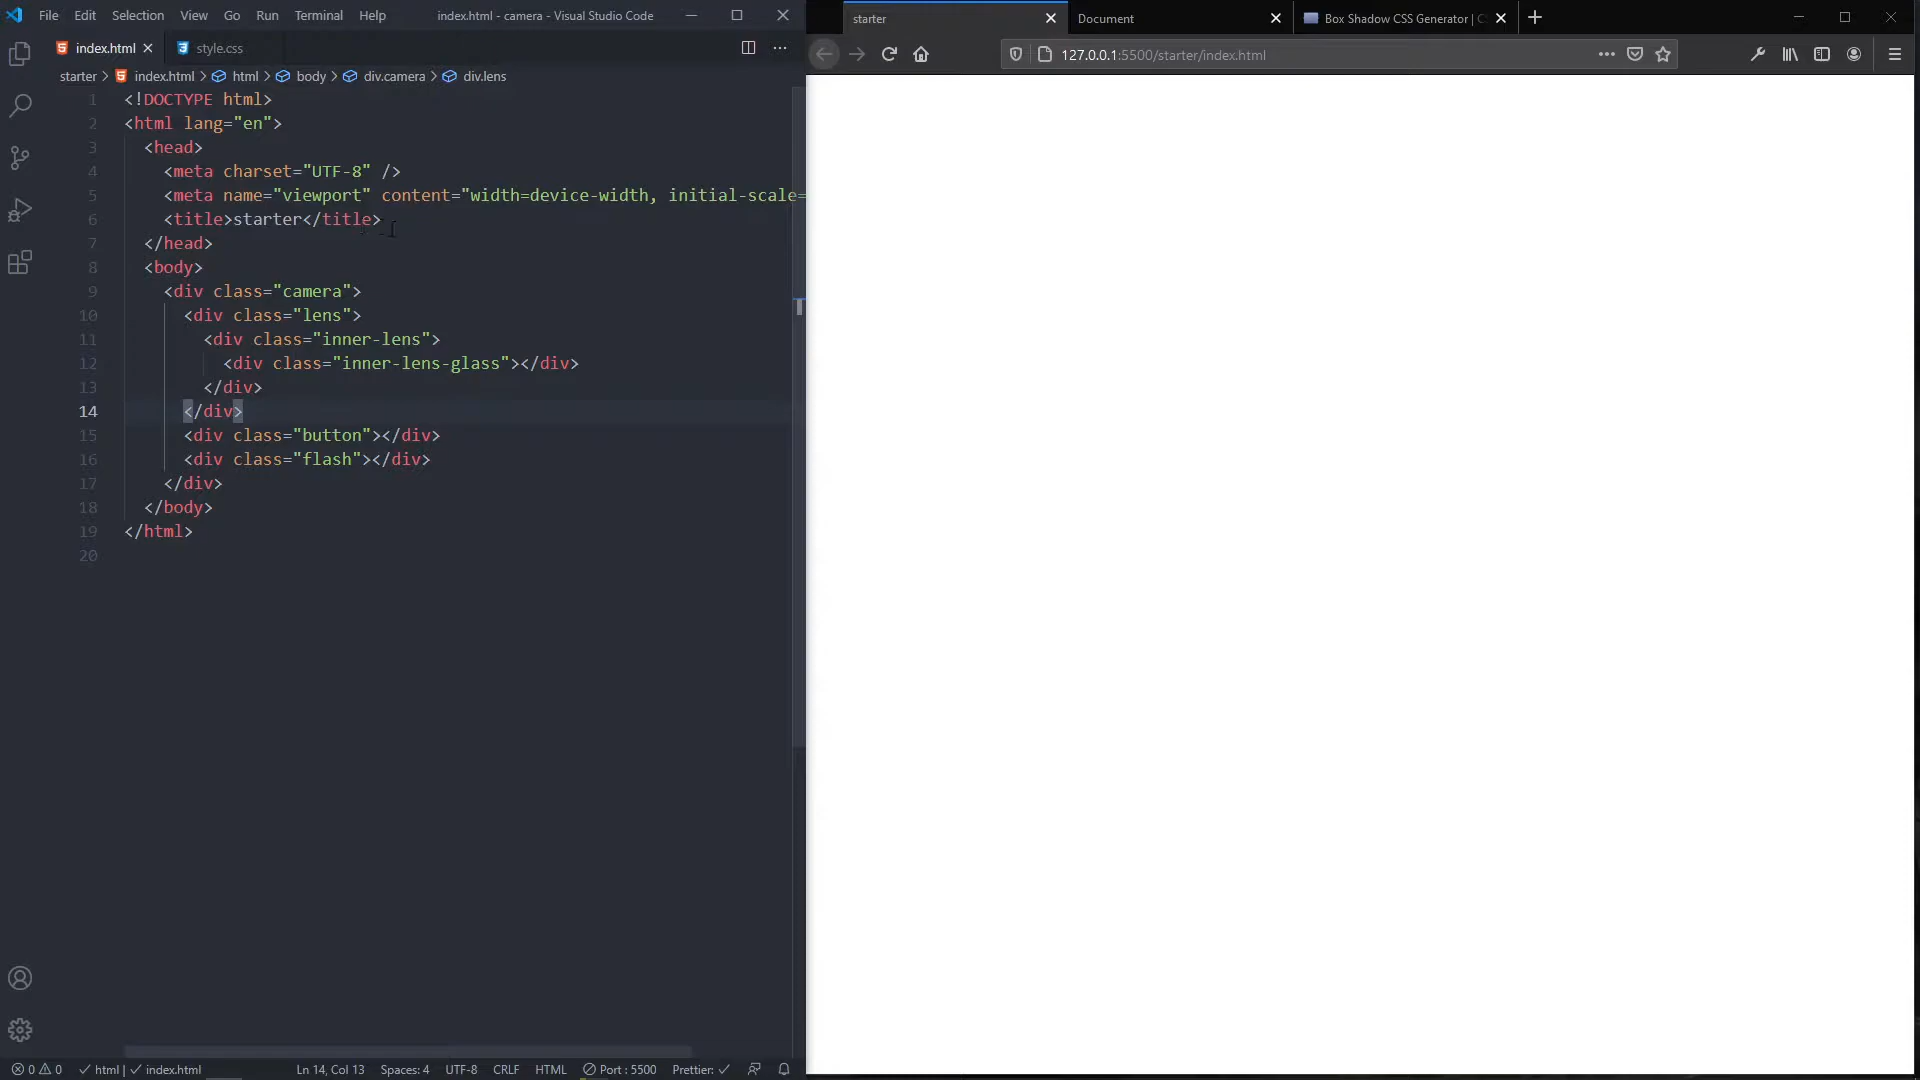 File Edit Selection View Go Run Terminal Help index.html - camera - Visual Studio Code
index.html style.css
starter > index.html > html > body > div.camera > div.lens
1 <!DOCTYPE html>
2 <html lang="en">
3 <head>
4 <meta charset="UTF-8" />
5 <meta name="viewport" content="width=device-width, initial-scale=
6 <title>starter</title>
7 </head>
8 <body>
9 <div class="camera">
10 <div class="lens">
11 <div class="inner-lens">
12 <div class="inner-lens-glass"></div>
13 </div>
14 </div>
15 <div class="button"></div>
16 <div class="flash"></div>
17 </div>
18 </body>
19 </html>
20
0 0 html | index.html Ln 14, Col 13 Spaces: 4 UTF-8 CRLF HTML Port : 5500 Prettier:
starter Document Box Shadow CSS Generator |
127.0.0.1:5500/starter/index.html